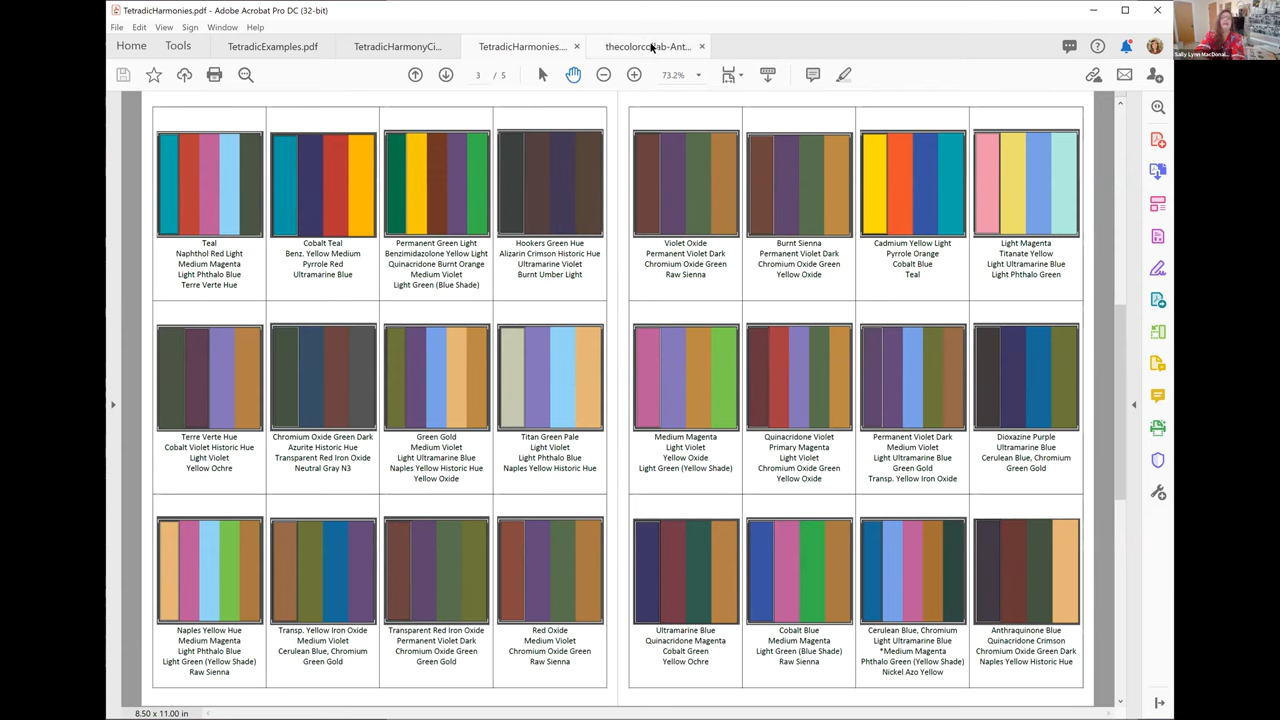 TetradicHarmonies.pdf - Adobe Acrobat Pro DC (32-bit)
File Edit View Sign Window Help
Home Tools TetradicExamples.pdf TetradicHarmonyCi... TetradicHarmonies.... thecolorc
3 / 5 73.2%
Sally Lynn MacDonal...
Teal
Naphthol Red Light
Medium Magenta
Light Phthalo Blue
Terre Verte Hue
Cobalt Teal
Benz. Yellow Medium
Pyrrole Red
Ultramarine Blue
Permanent Green Light
Benzimidazolone Yellow Light
Quinacridone Burnt Orange
Medium Violet
Light Green (Blue Shade)
Hookers Green Hue
Alizarin Crimson Historic Hue
Ultramarine Violet
Burnt Umber Light
Violet Oxide
Permanent Violet Dark
Chromium Oxide Green
Raw Sienna
Burnt Sienna
Permanent Violet Dark
Chromium Oxide Green
Yellow Oxide
Cadmium Yellow Light
Pyrrole Orange
Cobalt Blue
Teal
Light Magenta
Titanate Yellow
Light Ultramarine Blue
Light Phthalo Green
Terre Verte Hue
Cobalt Violet Historic Hue
Light Violet
Yellow Ochre
Chromium Oxide Green Dark
Azurite Historic Hue
Transparent Red Iron Oxide
Neutral Gray N3
Green Gold
Medium Violet
Light Ultramarine Blue
Naples Yellow Historic Hue
Yellow Oxide
Titan Green Pale
Light Violet
Light Phthalo Blue
Naples Yellow Historic Hue
Medium Magenta
Light Violet
Yellow Oxide
Light Green (Yellow Shade)
Quinacridone Violet
Primary Magenta
Light Violet
Chromium Oxide Green
Yellow Oxide
Permanent Violet Dark
Medium Violet
Light Ultramarine Blue
Green Gold
Transp. Yellow Iron Oxide
Dioxazine Purple
Ultramarine Blue
Cerulean Blue, Chromium
Green Gold
Naples Yellow Hue
Medium Magenta
Light Phthalo Blue
Light Green (Yellow Shade)
Raw Sienna
Transp. Yellow Iron Oxide
Medium Violet
Cerulean Blue, Chromium
Green Gold
Transparent Red Iron Oxide
Permanent Violet Dark
Chromium Oxide Green
Green Gold
Red Oxide
Medium Violet
Chromium Oxide Green
Raw Sienna
Ultramarine Blue
Quinacridone Magenta
Cobalt Green
Yellow Ochre
Cobalt Blue
Medium Magenta
Light Green (Blue Shade)
Raw Sienna
Cerulean Blue, Chromium
Light Ultramarine Blue
*Medium Magenta
Phthalo Green (Yellow Shade)
Nickel Azo Yellow
Anthraquinone Blue
Quinacridone Crimson
Chromium Oxide Green Dark
Naples Yellow Historic Hue
8.50 x 11.00 in